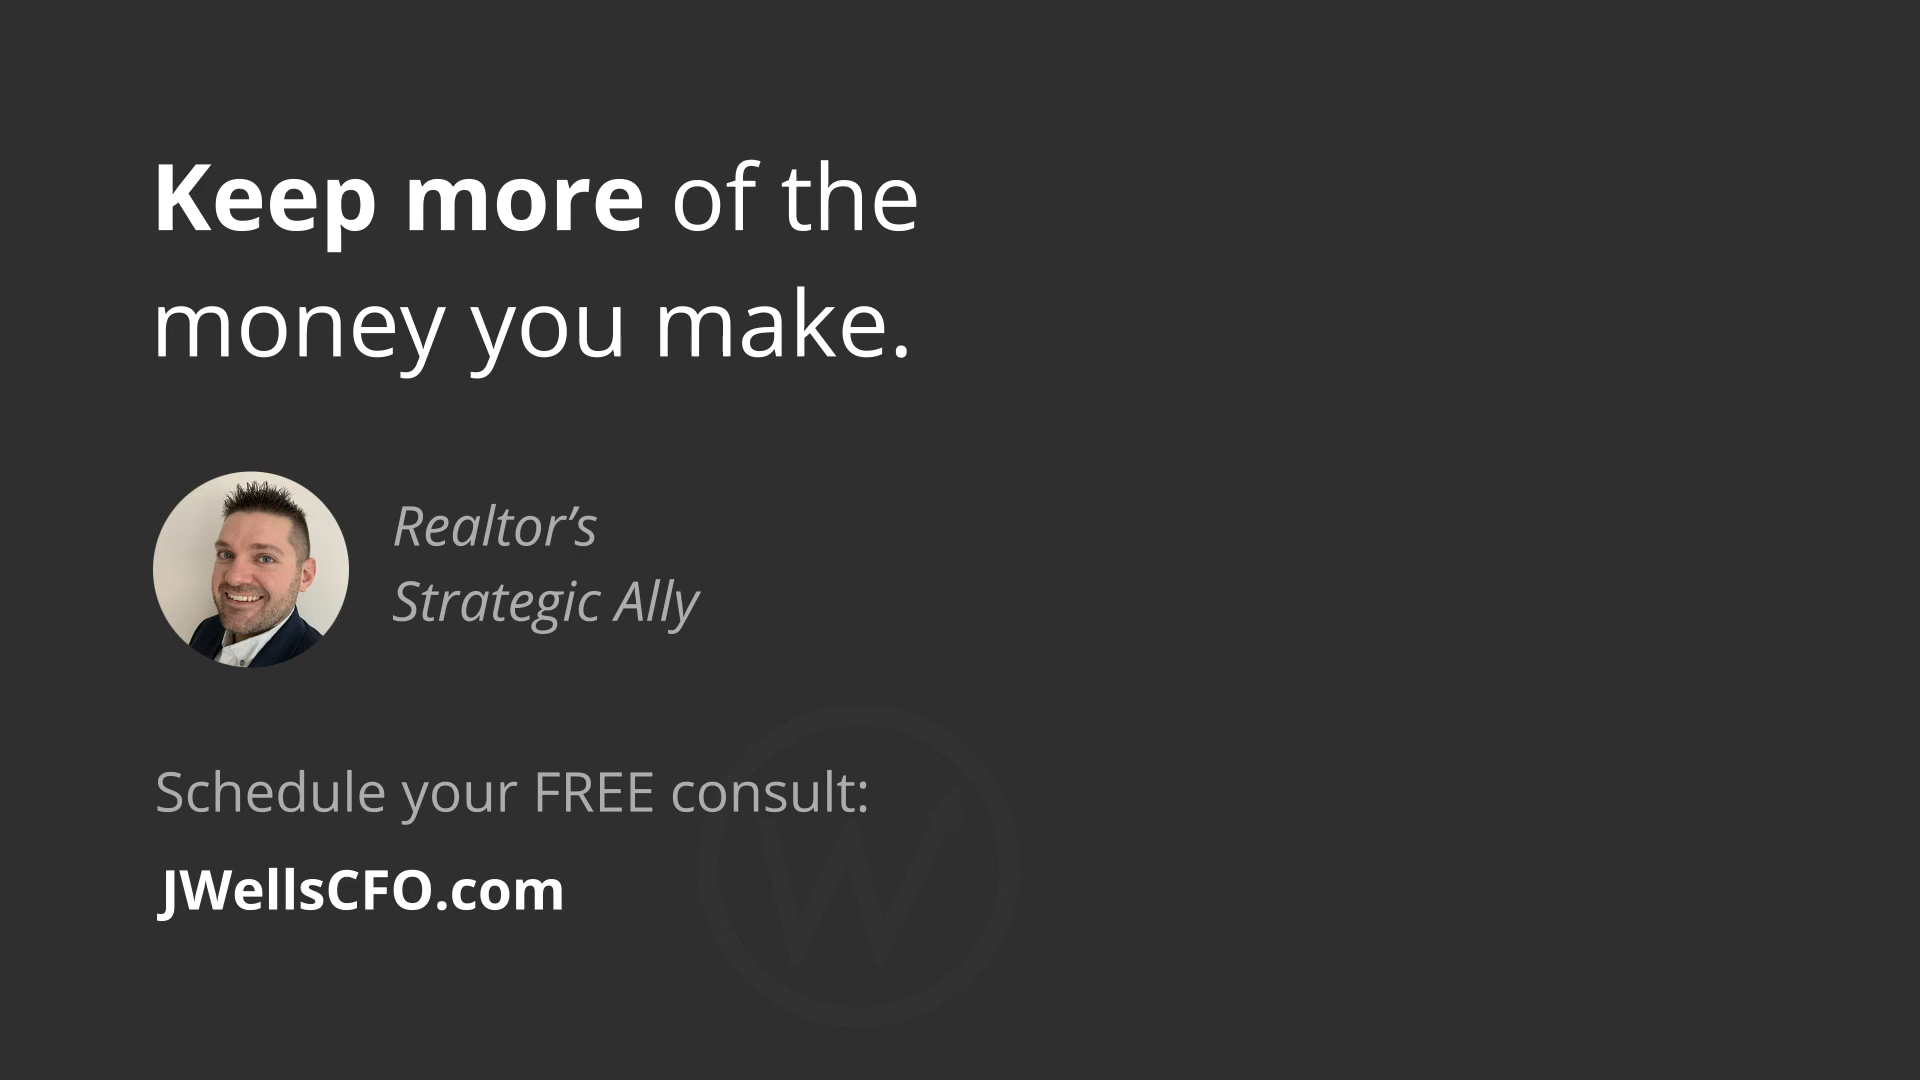 Keep more of the
money you make.
Realtor’s
Strategic Ally
Schedule your FREE consult:
JWellsCFO.com
W